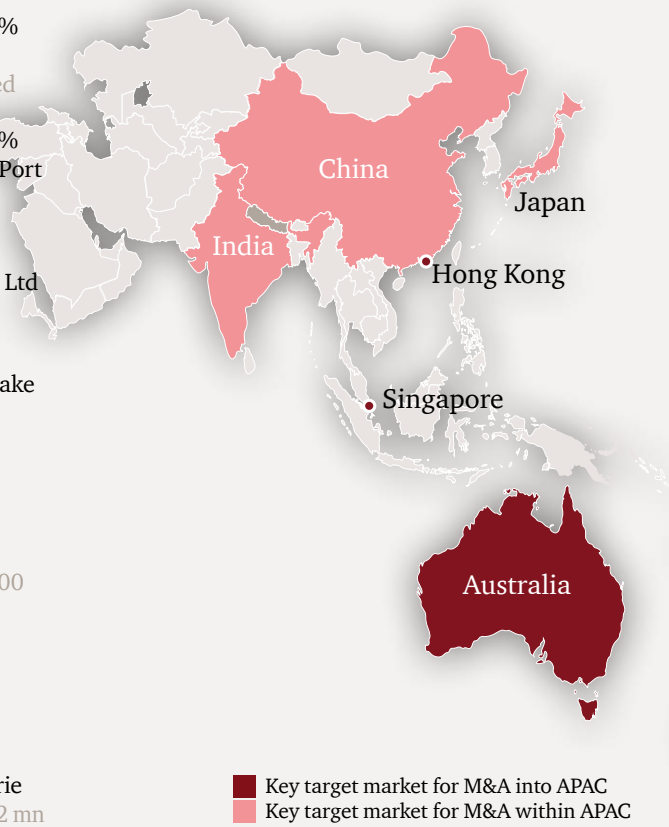 %
ed
%
Port
China
Japan
India
Hong Kong
Ltd
ake
Singapore
00
Australia
rie
Key target market for M&A into APAC
2 mn
Key target market for M&A within APAC